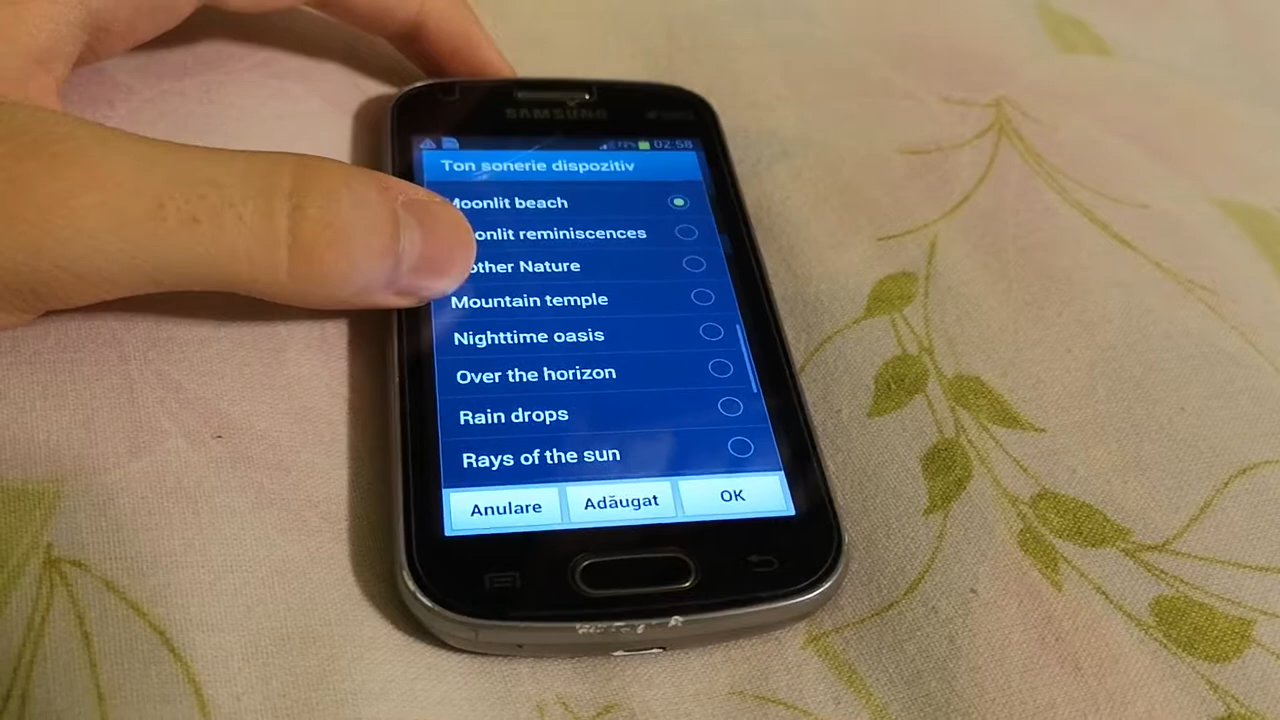 SAMSUNG
72% 02:58
Ton sonerie dispozitiv
Moonlit beach
onlit reminiscences
other Nature
Mountain temple
Nighttime oasis
Over the horizon
Rain drops
Rays of the sun
Anulare Adăugat OK